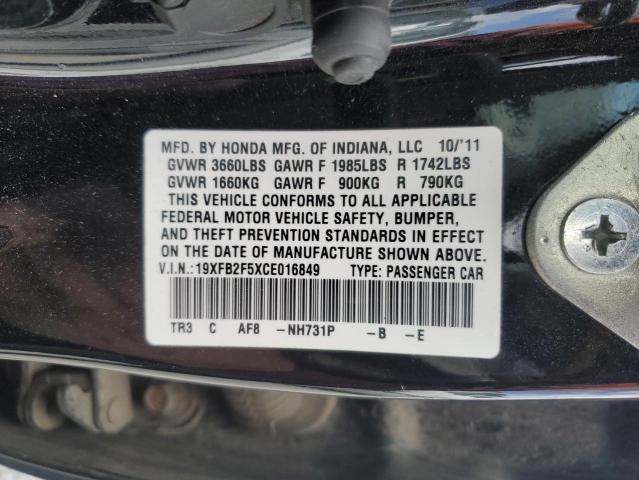 MFD. BY HONDA MFG. OF INDIANA, LLC 10/'11
GVWR 3660LBS GAWR F 1985LBS R 1742LBS
GVWR 1660KG GAWR F 900KG R 790KG
THIS VEHICLE CONFORMS TO ALL APPLICABLE
FEDERAL MOTOR VEHICLE SAFETY, BUMPER,
AND THEFT PREVENTION STANDARDS IN EFFECT
ON THE DATE OF MANUFACTURE SHOWN ABOVE.
V.I.N.:19XFB2F5XCE016849 TYPE: PASSENGER CAR
TR3 C AF8 -NH731P -B -E